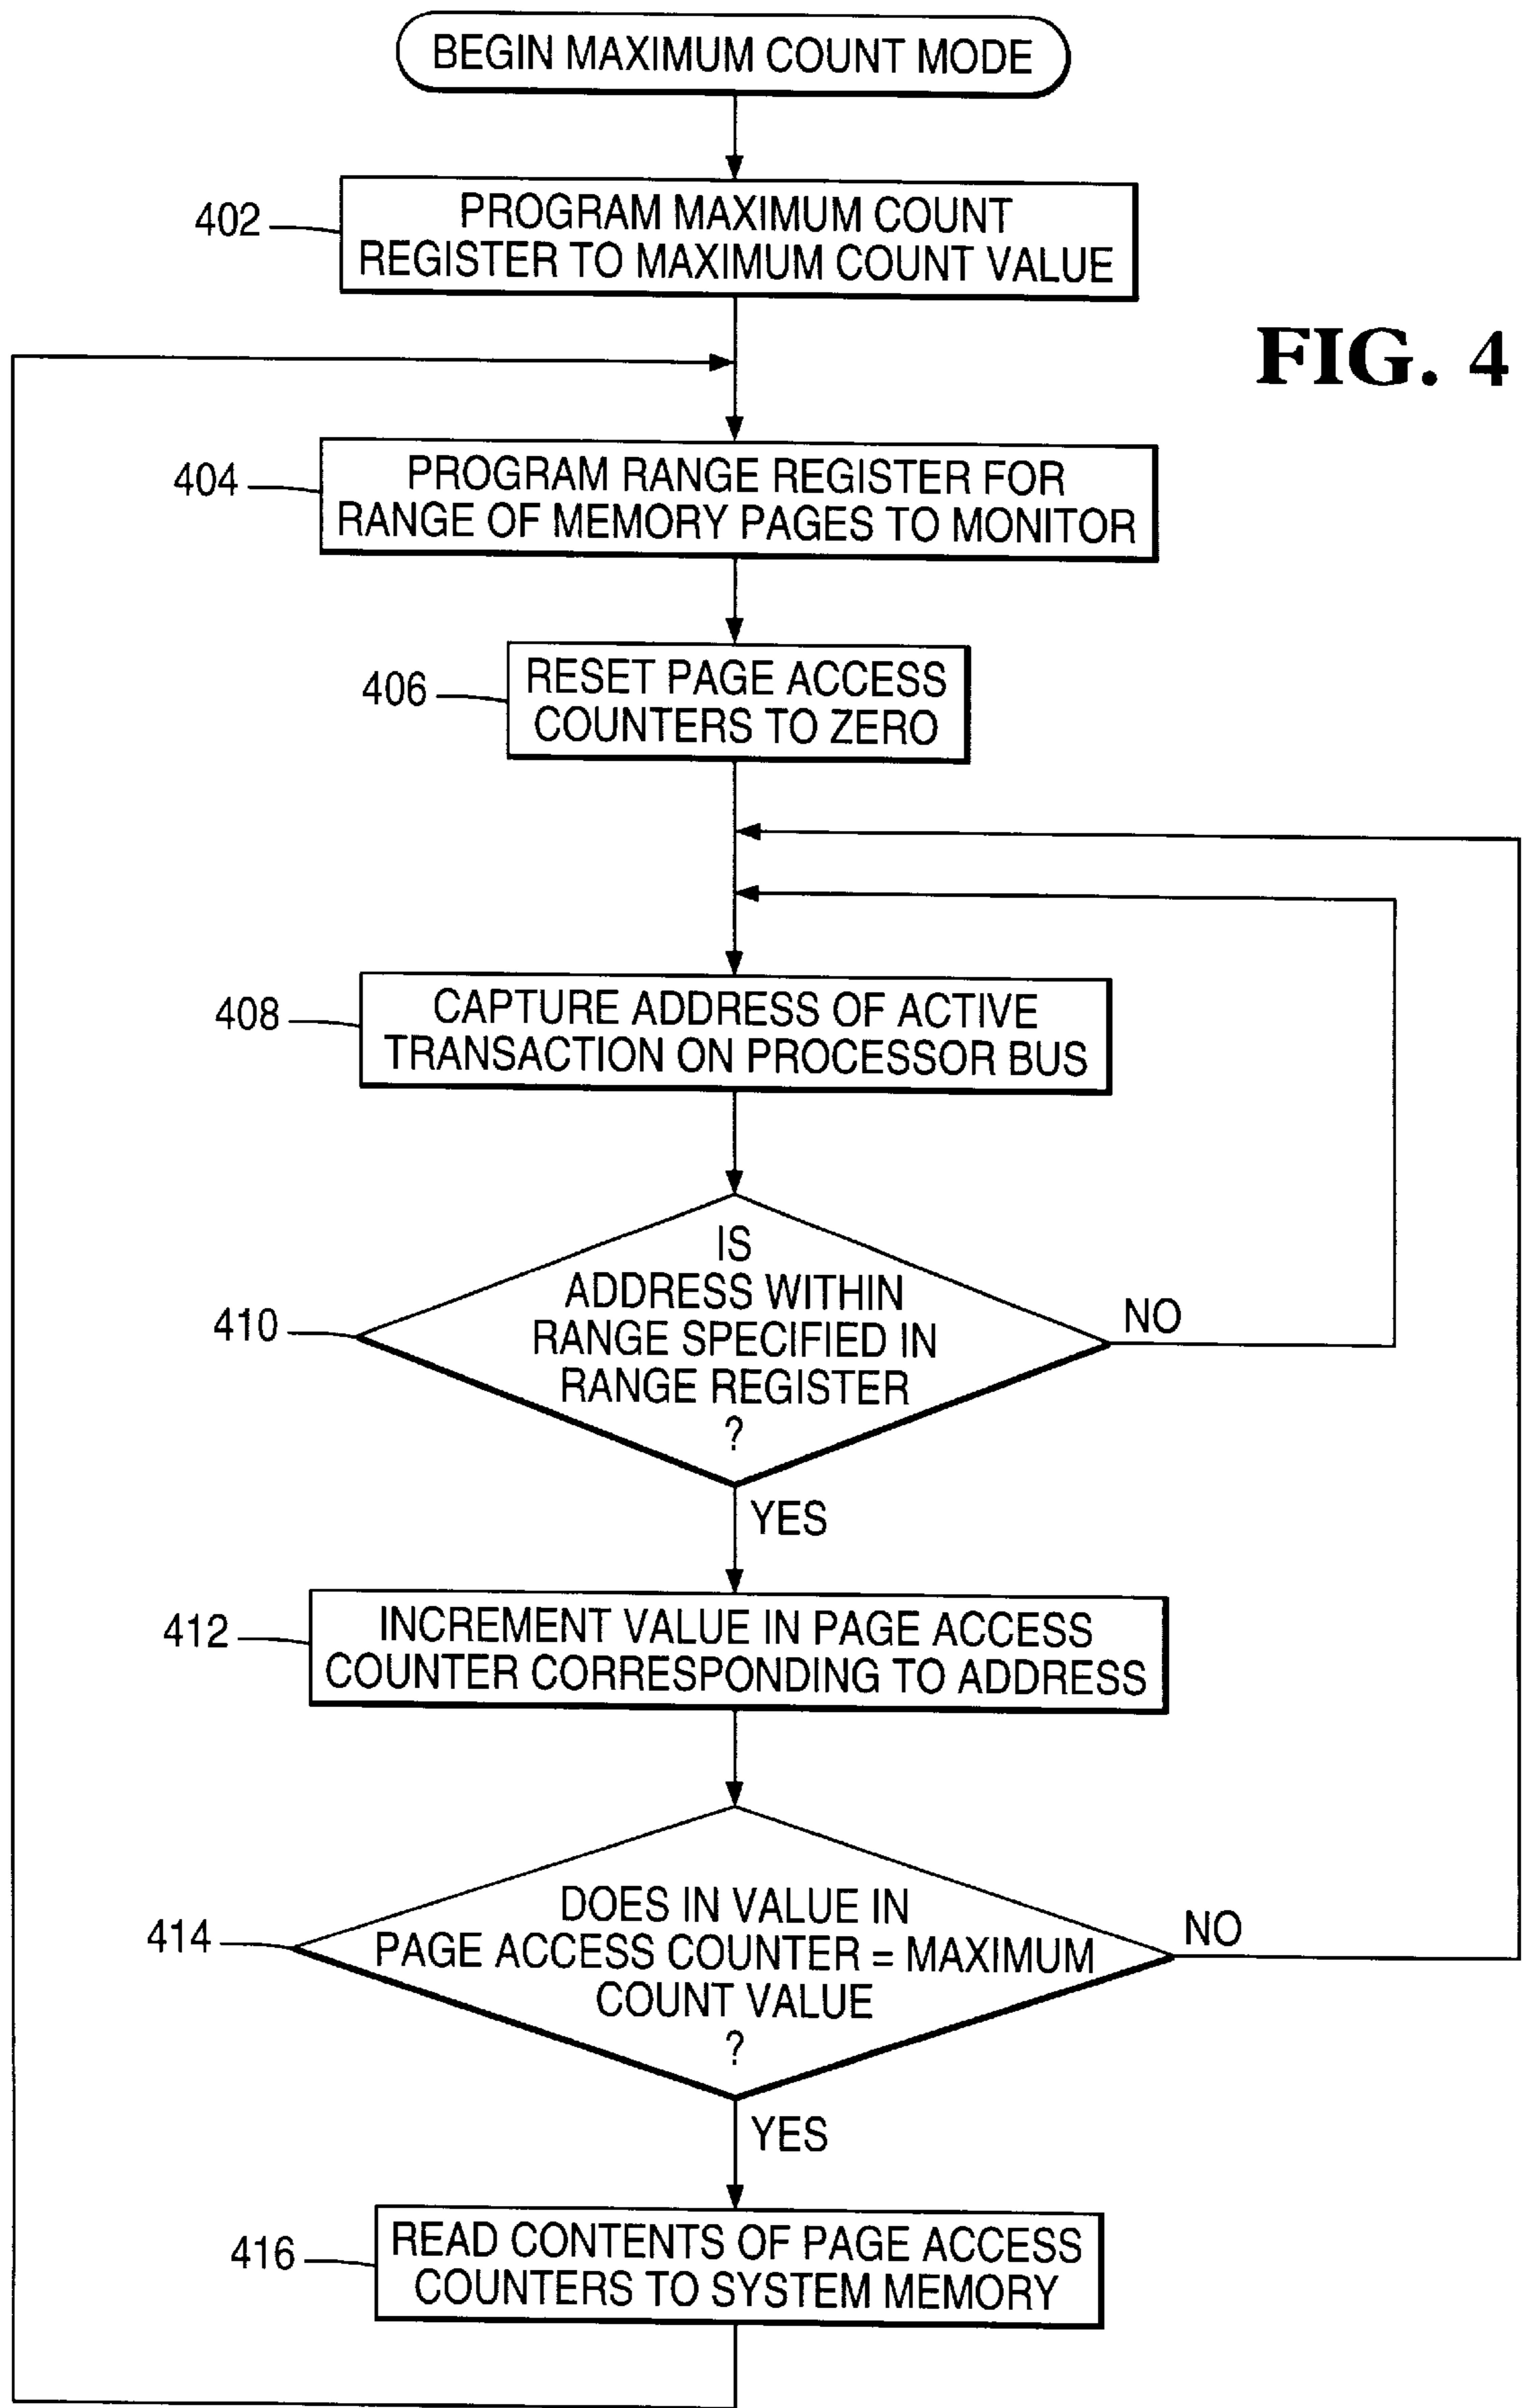 BEGIN MAXIMUM COUNT MODE
402
PROGRAM MAXIMUM COUNT
REGISTER TO MAXIMUM COUNT VALUE
FIG. 4
404
PROGRAM RANGE REGISTER FOR
RANGE OF MEMORY PAGES TO MONITOR
406
RESET PAGE ACCESS
COUNTERS TO ZERO
408
CAPTURE ADDRESS OF ACTIVE
TRANSACTION ON PROCESSOR BUS
410
IS
ADDRESS WITHIN
RANGE SPECIFIED IN
RANGE REGISTER
?
NO
YES
412
INCREMENT VALUE IN PAGE ACCESS
COUNTER CORRESPONDING TO ADDRESS
414
DOES IN VALUE IN
PAGE ACCESS COUNTER = MAXIMUM
COUNT VALUE
?
NO
YES
416
READ CONTENTS OF PAGE ACCESS
COUNTERS TO SYSTEM MEMORY